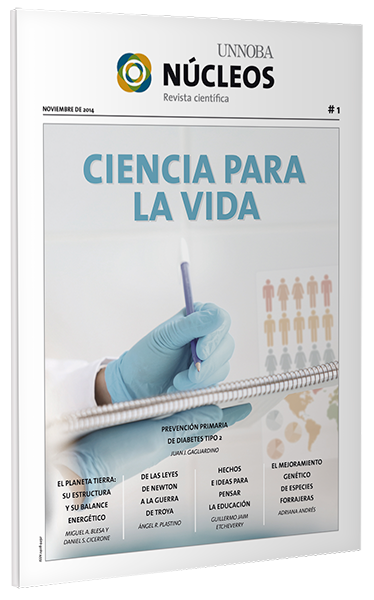 UNNOBA
NÚCLEOS
Revista científica
NOVIEMBRE DE 2014
# 1
CIENCIA PARA
LA VIDA
PREVENCIÓN PRIMARIA
DE DIABETES TIPO 2
JUAN J. GAGLIARDINO
EL PLANETA TIERRA:
SU ESTRUCTURA
Y SU BALANCE
ENERGÉTICO
MIGUEL A. BLESA Y
DANIEL S. CICERONE
DE LAS LEYES
DE NEWTON
A LA GUERRA
DE TROYA
ÁNGEL R. PLASTINO
HECHOS
E IDEAS PARA
PENSAR
LA EDUCACIÓN
GUILLERMO JAIM
ETCHEVERRY
EL MEJORAMIENTO
GENÉTICO
DE ESPECIES
FORRAJERAS
ADRIANA ANDRÉS